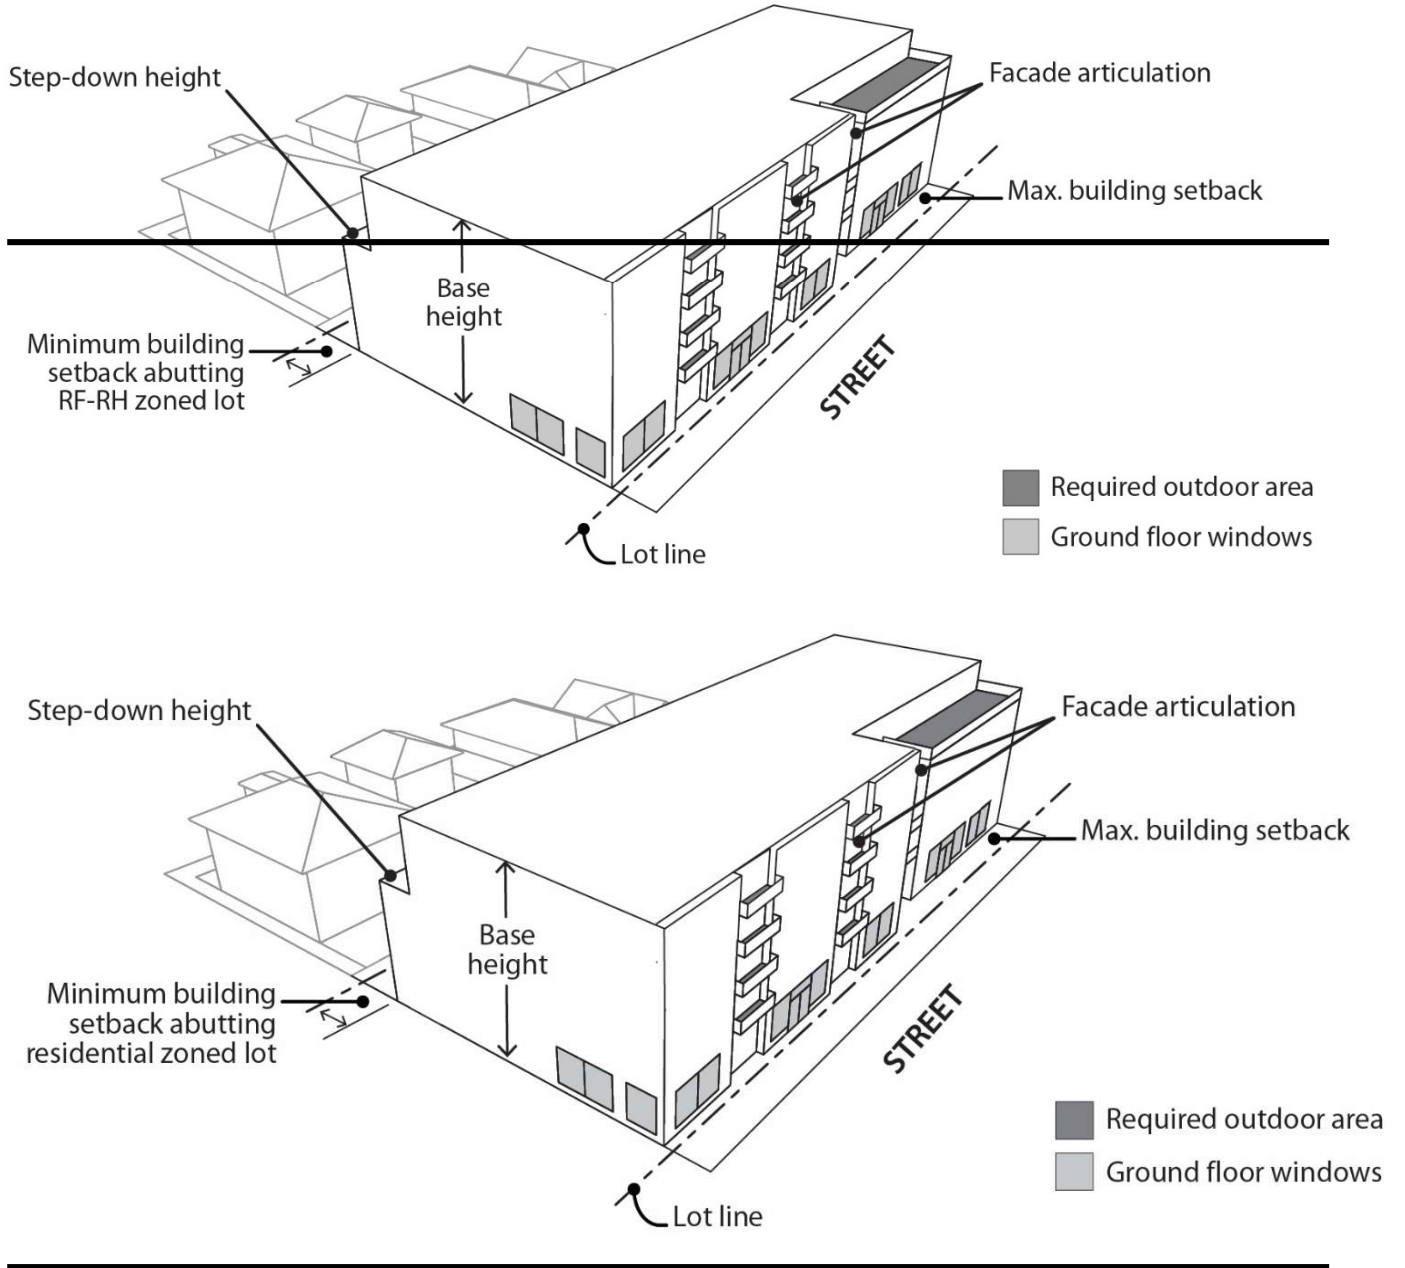 Step-down height
Facade articulation
Max. building setback
Base
height
Minimum building
setback abutting
RF-RH zoned lot
STREET
Required outdoor area
Ground floor windows
Lot line
Step-down height
Facade articulation
Max. building setback
Base
height
Minimum building
setback abutting
residential zoned lot
STREET
Required outdoor area
Ground floor windows
Lot line